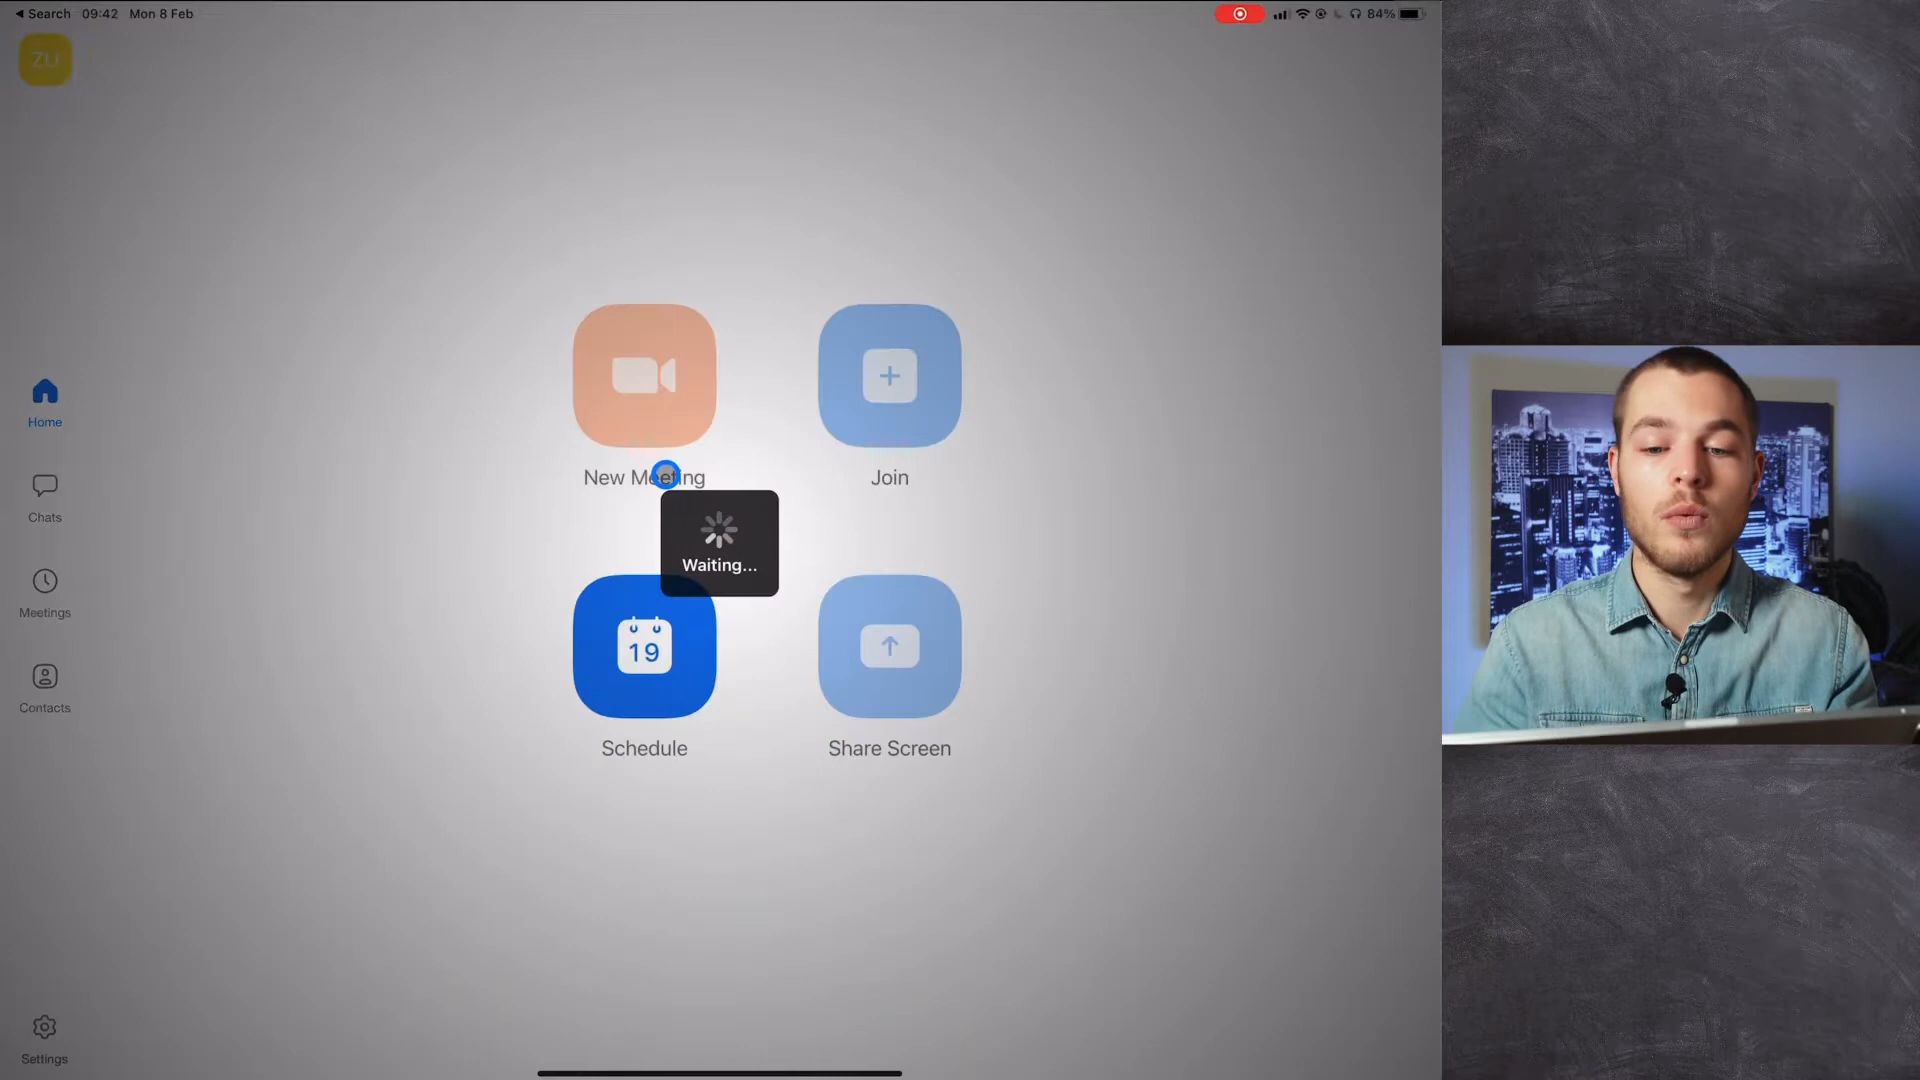 Search 09:42 Mon 8 Feb
84%
ZU
New Meeting
Join
Waiting...
19
Schedule
Share Screen
Home
Chats
Meetings
Contacts
Settings